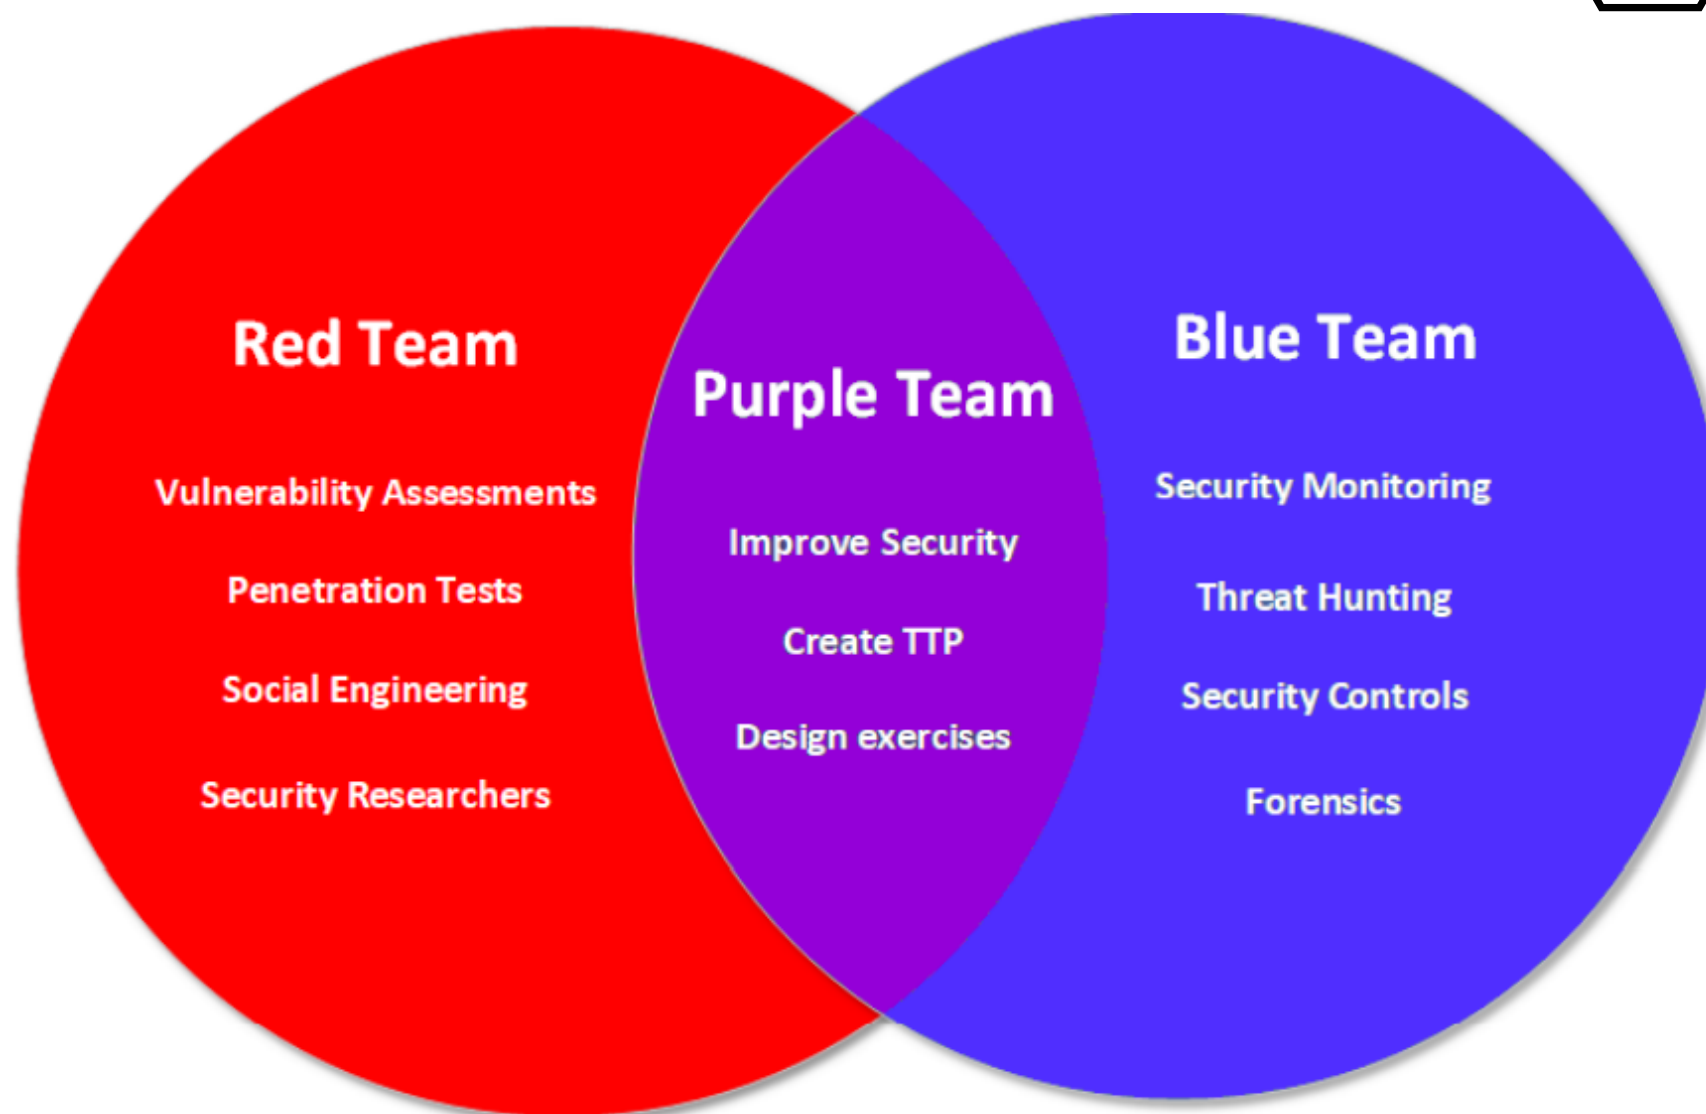 Red Team
Vulnerability Assessments
Penetration Tests
Social Engineering
Security Researchers
Purple Team
Improve Security
Create TTP
Design exercises
Blue Team
Security Monitoring
Threat Hunting
Security Controls
Forensics